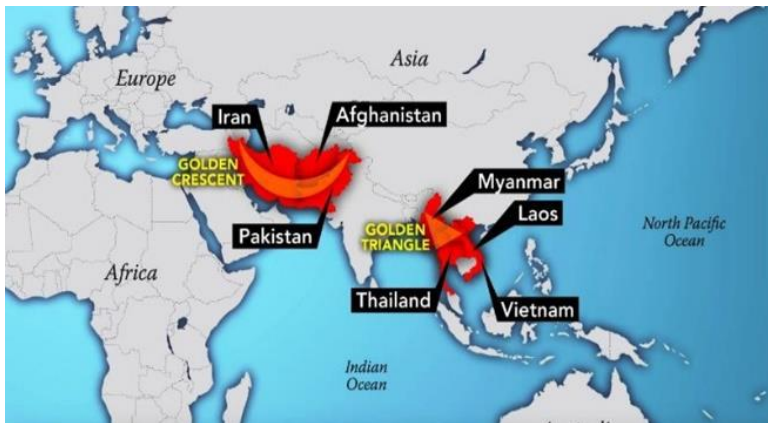 Asia
Europe
Iran
Afghanistan
GOLDEN
CRESCENT
Pakistan
Myanmar
Laos
GOLDEN
TRIANGLE
North Pacific
Ocean
Africa
Thailand
Vietnam
Indian
Ocean